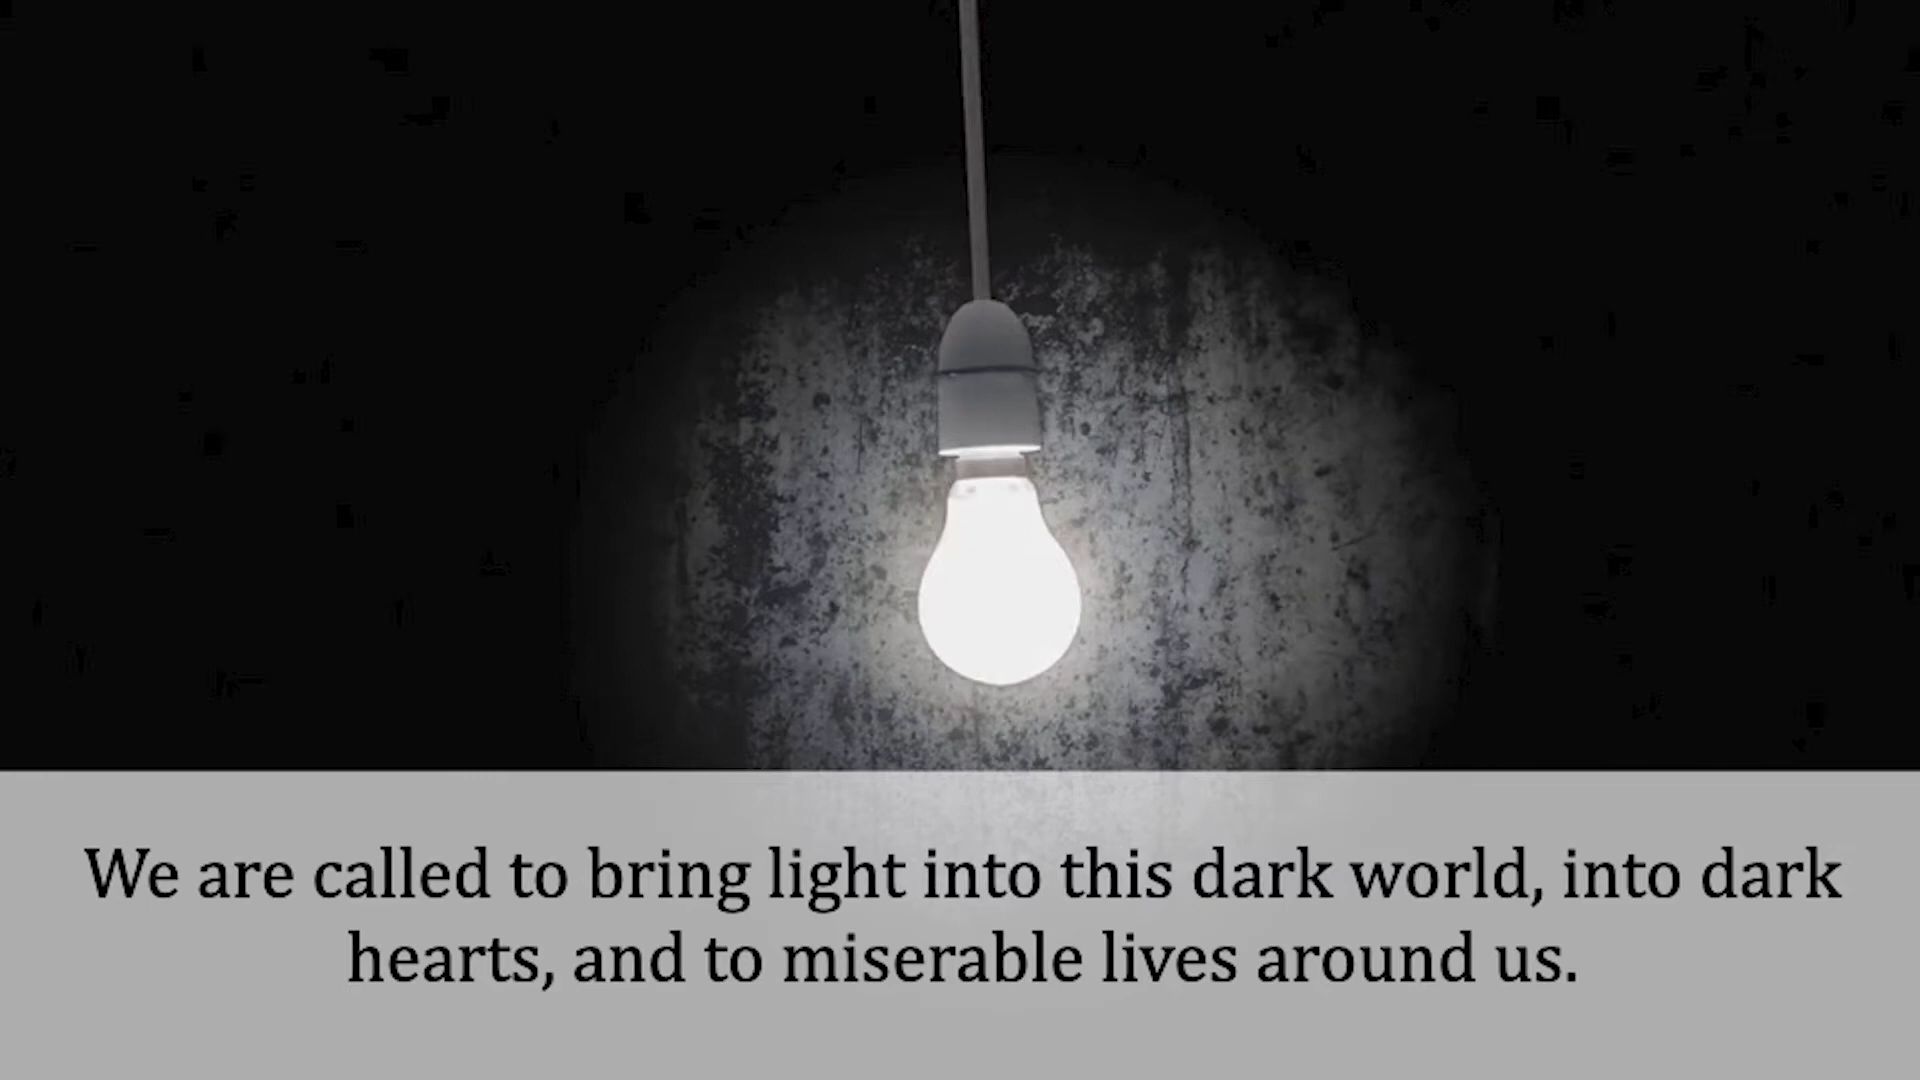 We are called to bring light into this dark world, into dark
hearts, and to miserable lives around us.